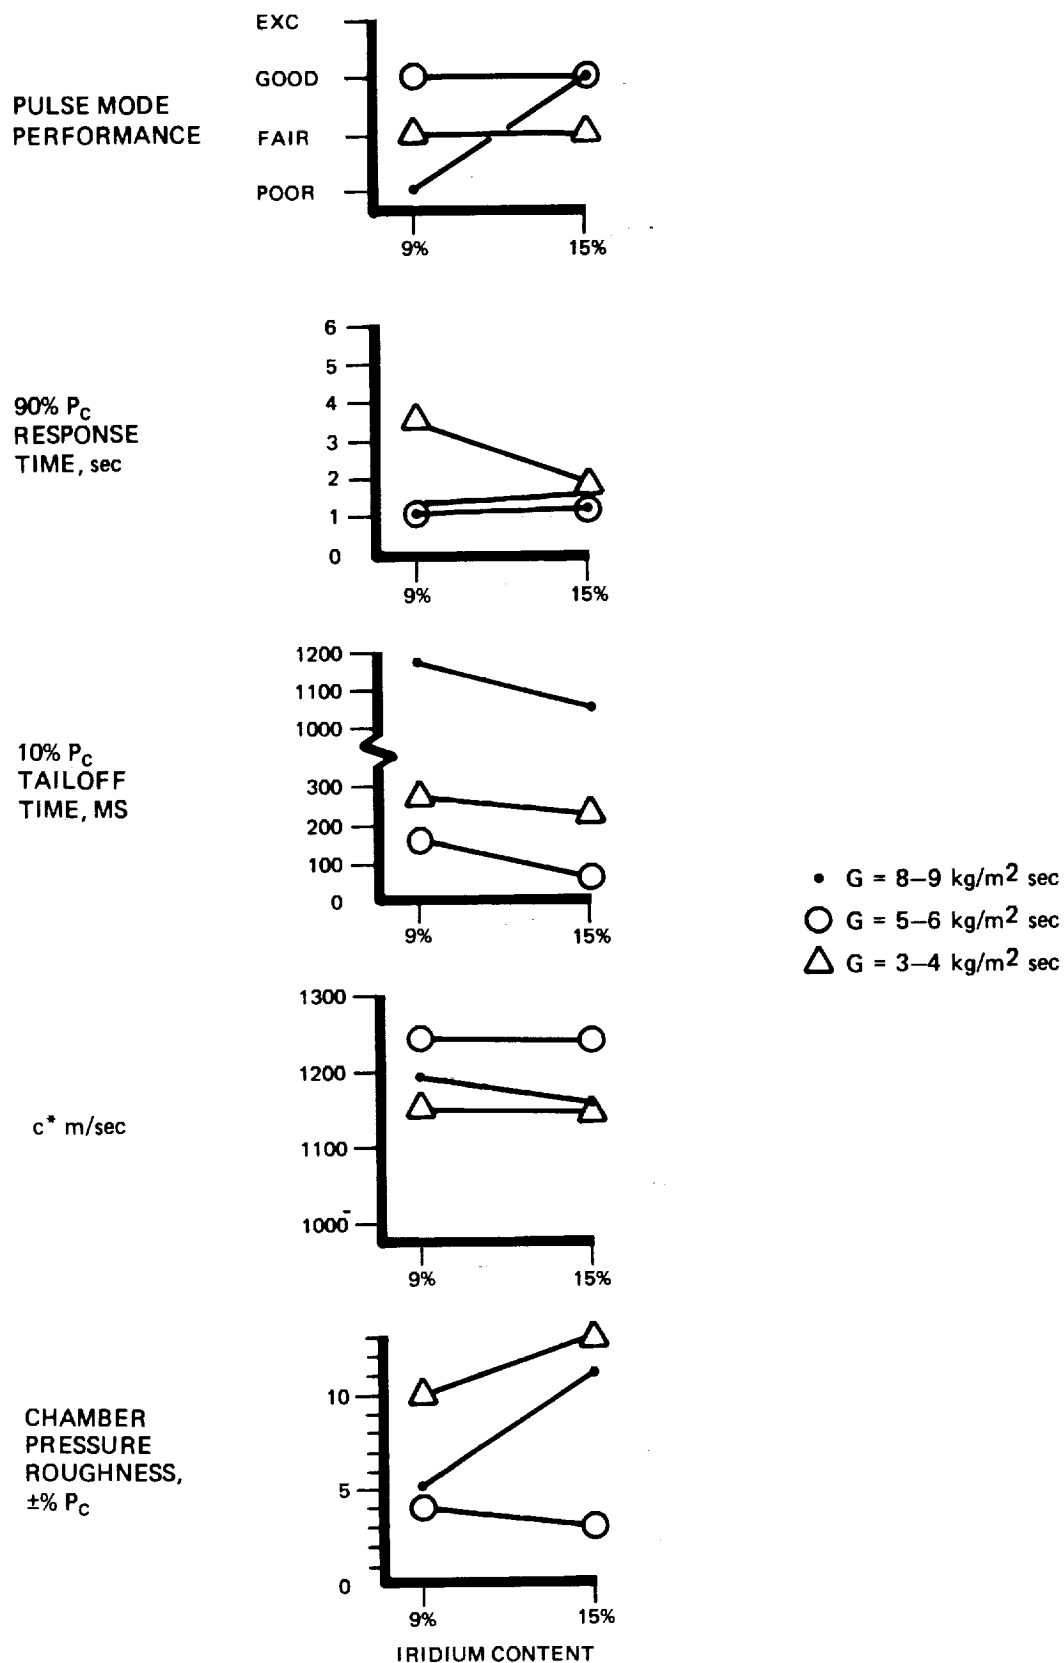 EXC
GOOD
FAIR
POOR
PULSE MODE
PERFORMANCE
9% 15%
6
5
4
3
2
1
0
90% Pc
RESPONSE
TIME, sec
9% 15%
1200
1100
1000
300
200
100
0
10% Pc
TAILOFF
TIME, MS
9% 15%
• G = 8–9 kg/m2 sec
G = 5–6 kg/m2 sec
G = 3–4 kg/m2 sec
1300
1200
1100
1000
c* m/sec
9% 15%
10
5
0
CHAMBER
PRESSURE
ROUGHNESS,
±% Pc
9% 15%
IRIDIUM CONTENT